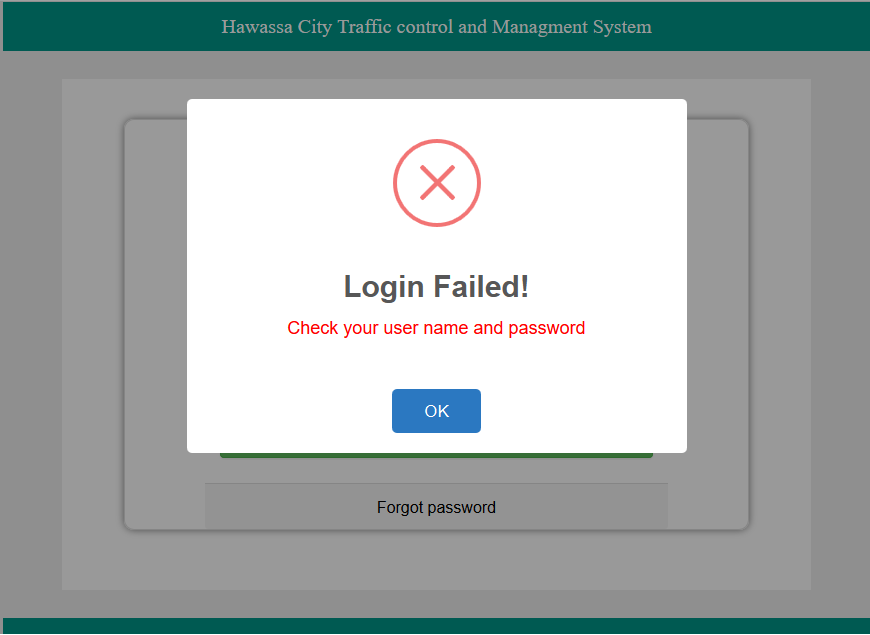 Hawassa City Traffic control and Managment System
Login Failed!
Check your user name and password
OK
Forgot password